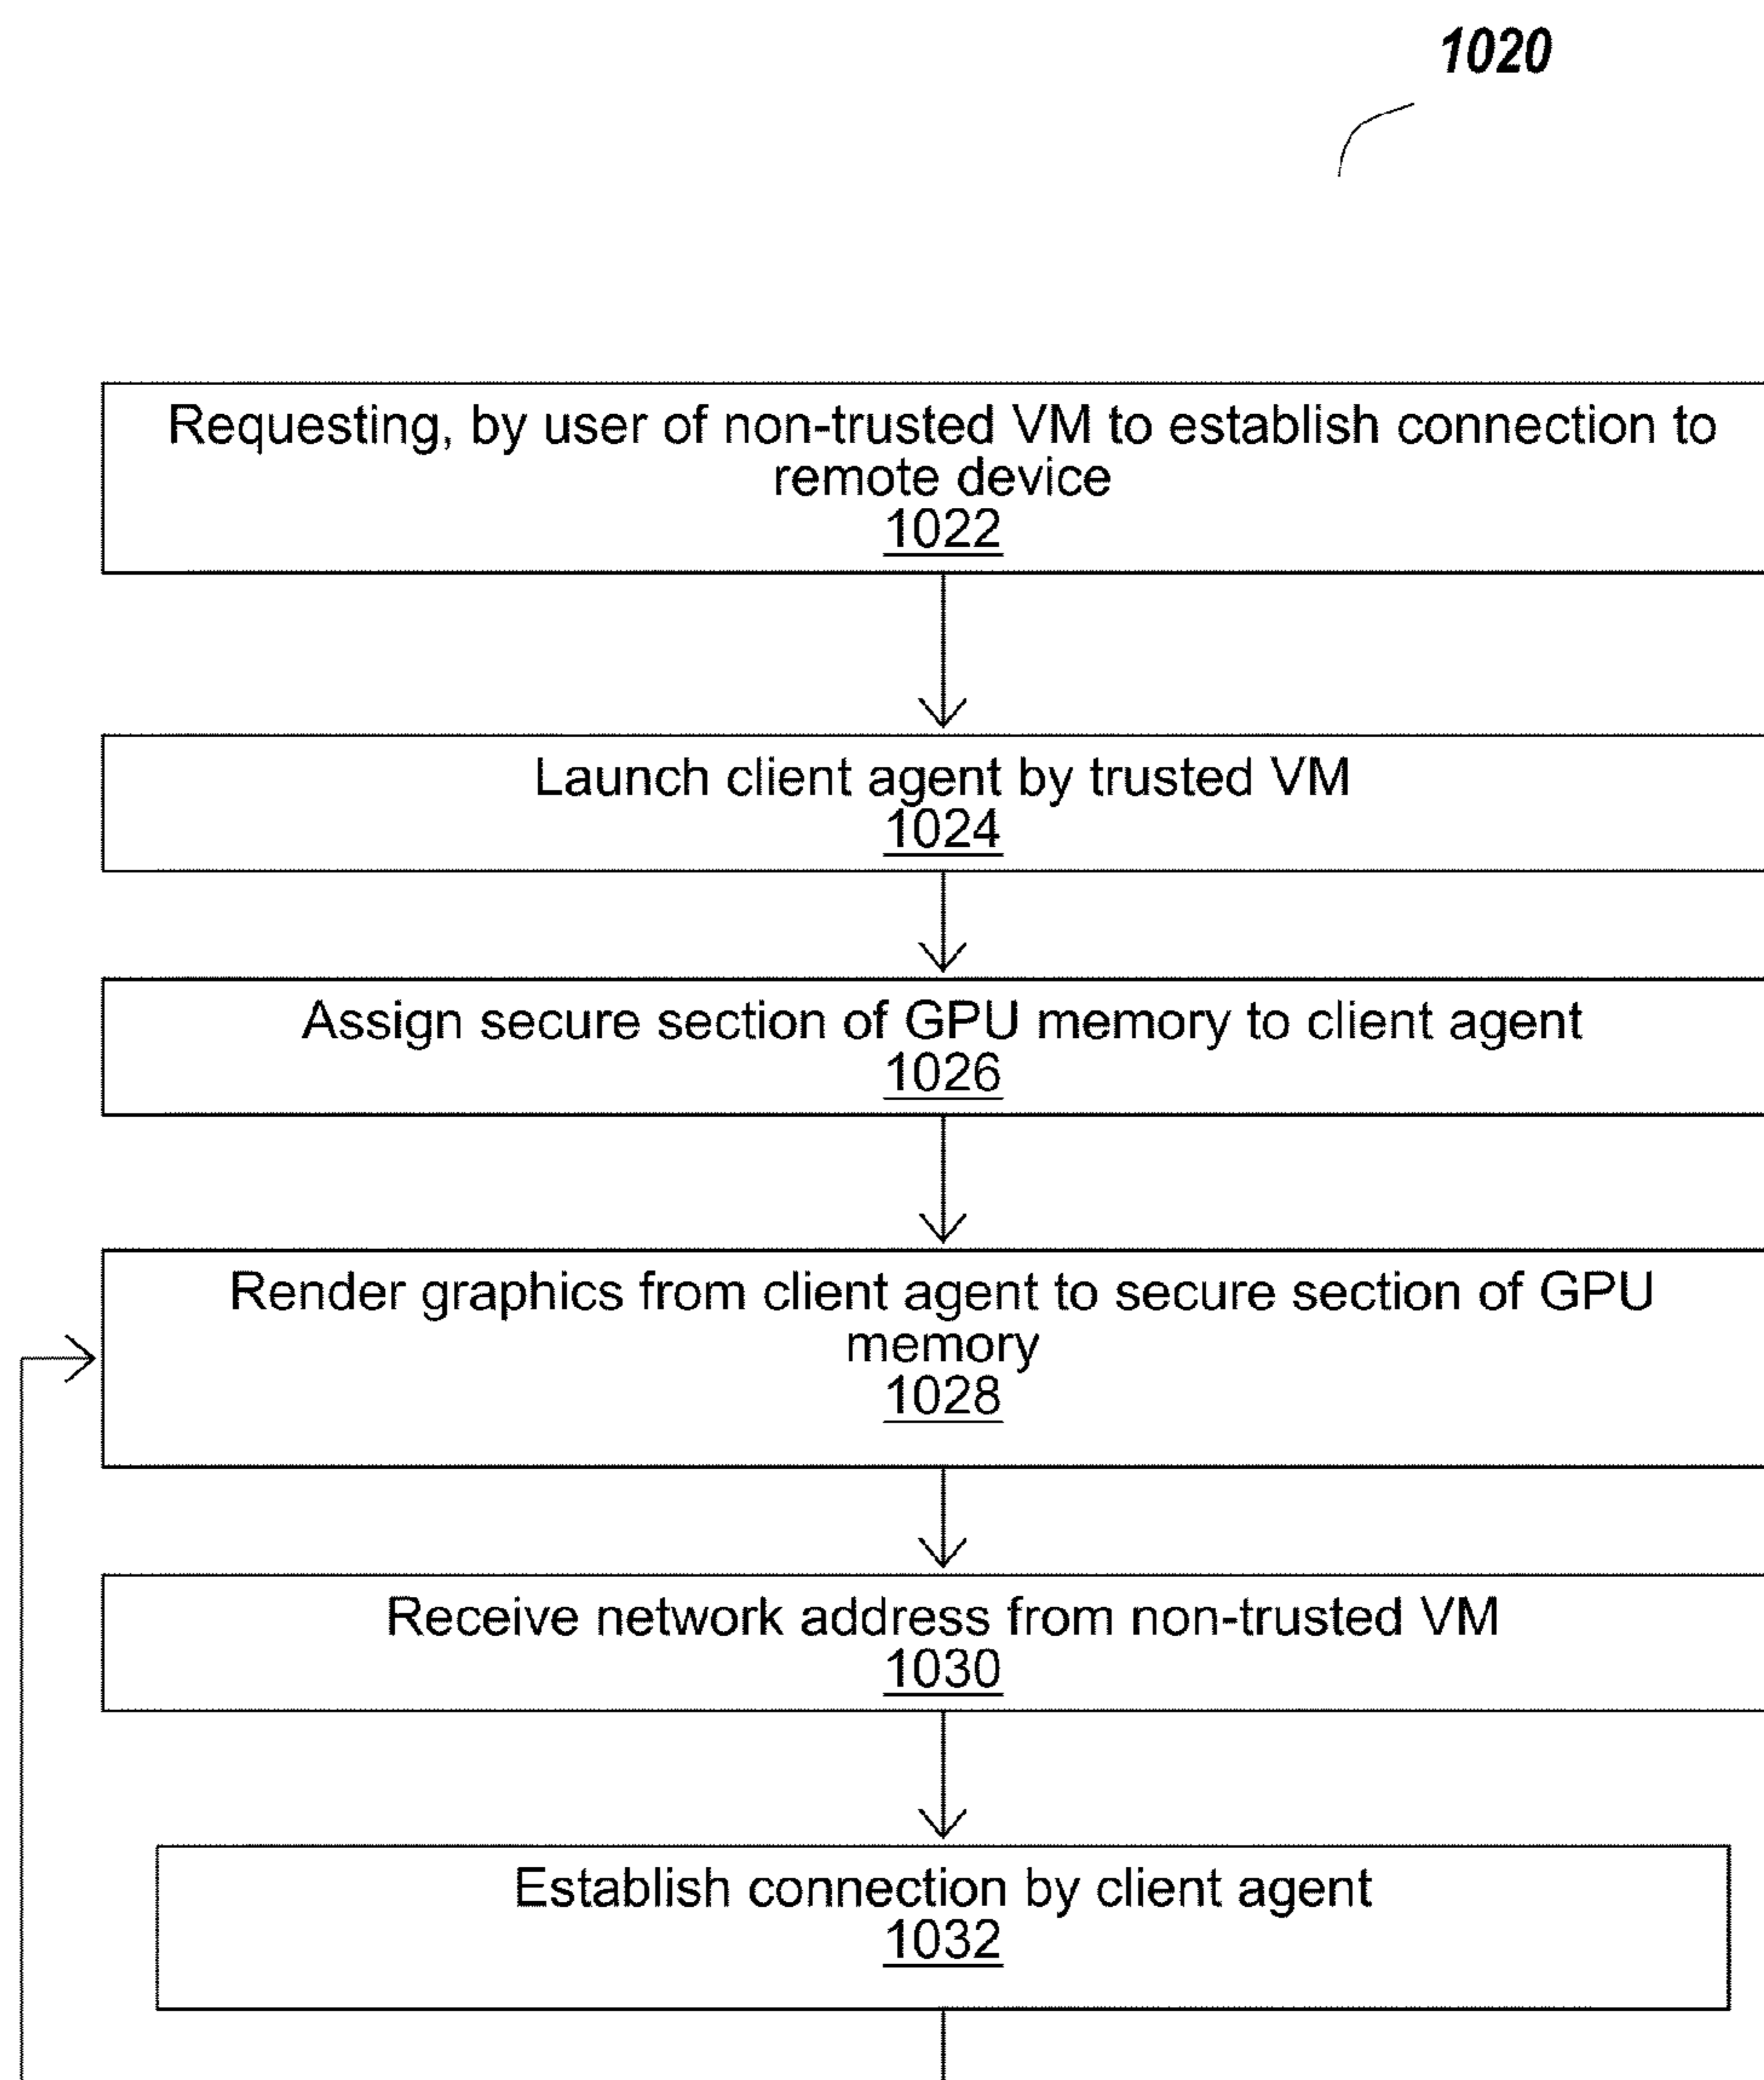 1020
Requesting, by user of non-trusted VM to establish connection to
remote device
1022
Launch client agent by trusted VM
1024
Assign secure section of GPU memory to client agent
1026
Render graphics from client agent to secure section of GPU
memory
1028
Receive network address from non-trusted VM
1030
Establish connection by client agent
1032